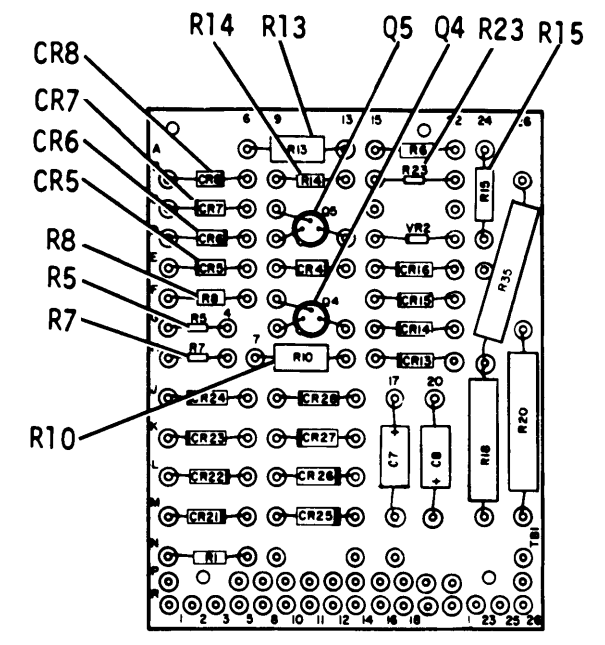 R14 R13 Q5 Q4 R23 R15
CR8
CR7
CR6
CR5
R8
R5
R7
R10
6 9 13 15 22 24 26
A R13 R6
CR8 R14 R23 R15
CR7 Q5
CR6 VR2
E CR5 CR4 CR16 R35
F R8 CR15
R5 4 Q4 CR14
R7 7 R10 CR13
J CR24 CR28 17 20
K CR23 CR27 + C7 C8 + R18 R20
L CR22 CR26
M CR21 CR25
N R1 TB1
P
R
1 2 3 5 8 10 11 12 14 16 18 1 23 25 26